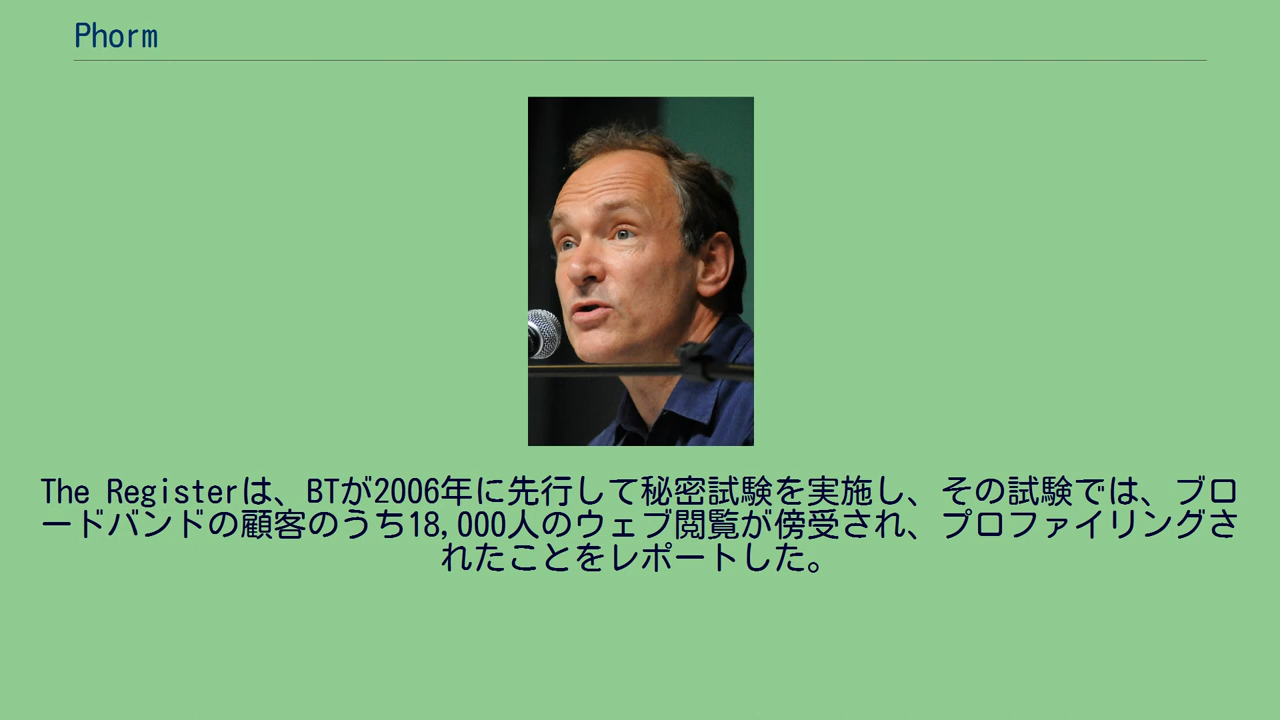 Phorm
The Registerは、BTが2006年に先行して秘密試験を実施し、その試験では、ブロ
ードバンドの顧客のうち18,000人のウェブ閲覧が傍受され、プロファイリングさ
れたことをレポートした。